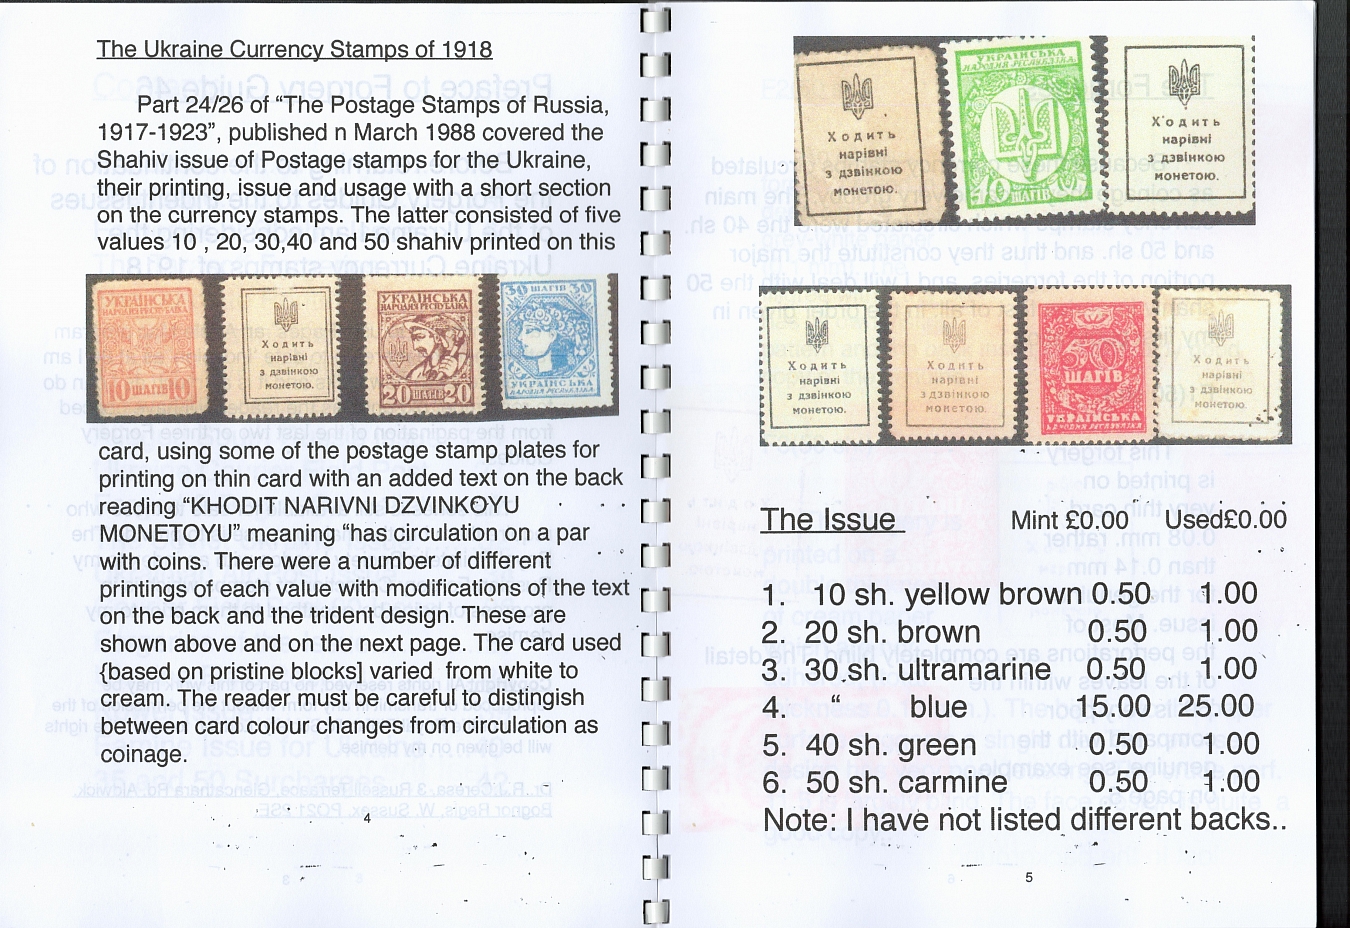 The Ukraine Currency Stamps of 1918
Part 24/26 of “The Postage Stamps of Russia,
1917-1923”, published n March 1988 covered the
Shahiv issue of Postage stamps for the Ukraine,
their printing, issue and usage with a short section
on the currency stamps. The latter consisted of five
values 10 ,20, 30,40 and 50 shahiv printed on this
УКРАЇНСЬКА
НАРОДНЯ РЕСПУБЛІКА
10 ШАГІВ 10
Ходить
нарівні
з дзвінкою
монетою.
УКРАЇНСЬКА
НАРОДНЯ РЕСПУБЛІКА
20 ШАГІВ 20
30 ШАГІВ 30
УКРАЇНСЬКА
НАРОДНЯ РЕСПУБЛІКА
card, using some of the postage stamp plates for
printing on thin card with an added text on the back
reading “KHODIT NARIVNI DZVINKOYU
MONETOYU” meaning “has circulation on a par
with coins. There were a number of different
printings of each value with modifications of the text
on the back and the trident design. These are
shown above and on the next page. The card used
{based on pristine blocks] varied from white to
cream. The reader mast be careful to distinglish
between card colour changes from circulation as
coinage.
4
Ходить
нарівні
з дзвінкою
монетою.
УКРАЇНСЬКА
НАРОДНЯ РЕСПУБЛІКА
40 ШАГІВ
Ходить
нарівні
з дзвінкою
монетою.
Ходить
нарівні
з дзвінкою
монетою.
Ходить
нарівні
з дзвінкою
монетою.
50
ШАГІВ
УКРАЇНСЬКА
НАРОДНЯ РЕСПУБЛІКА
Ходить
нарівні
з дзвінкою
монетою.
The Issue Mint £0.00 Used£0.00
1. 10 sh. yellow brown 0.50 1.00
2. 20 sh. brown 0.50 1.00
3. 30 sh. ultramarine 0.50 1.00
4. “ blue 15.00 25.00
5. 40 sh. green 0.50 1.00
6. 50 sh. carmine 0.50 1.00
Note: I have not listed different backs..
5